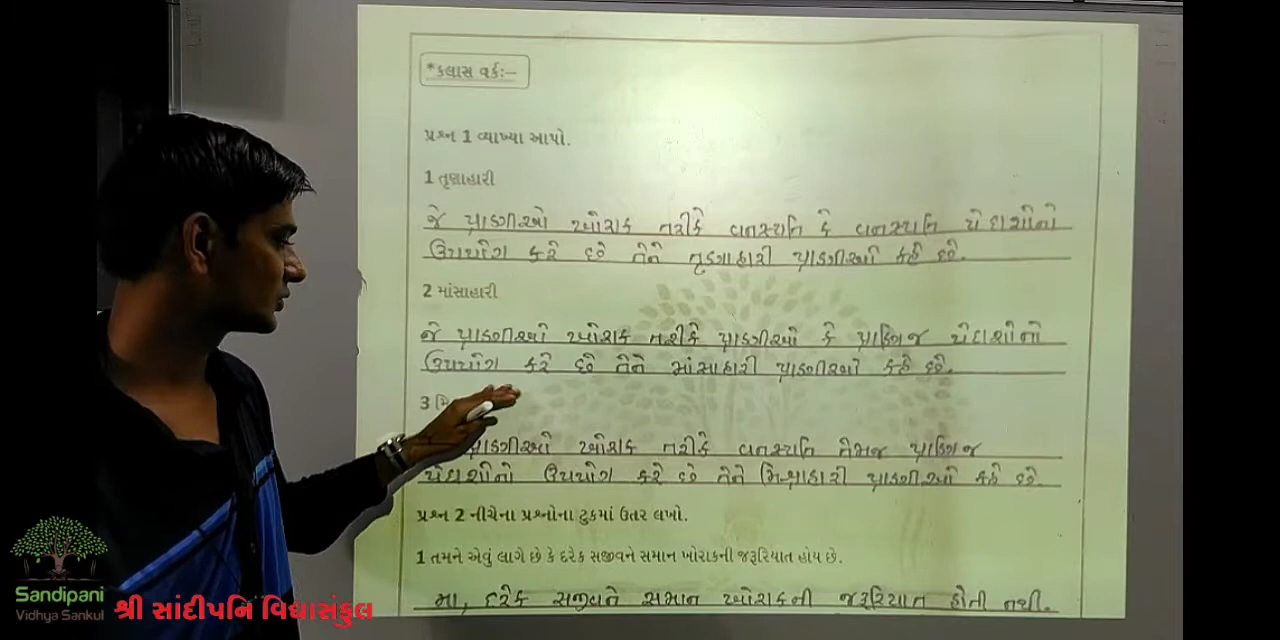 *કલાસ વર્કઃ–
પ્રશ્ન 1 વ્યાખ્યા આપો.
1 તૃણાહારી
જે પ્રાણીઓ ખોરાક તરીકે વનસ્પતિ કે વનસ્પતિ પેદાશોનો
ઉપયોગ કરે છે તેને તૃણાહારી પ્રાણીઓ કહે છે.
2 માંસાહારી
જે પ્રાણીઓ ખોરાક તરીકે પ્રાણીઓ કે પ્રાણિજ પેદાશોનો
ઉપયોગ કરે છે તેને માંસાહારી પ્રાણીઓ કહે છે.
3 મિ
પ્રાણીઓ ખોરાક તરીકે વનસ્પતિ તેમજ પ્રાણિજ
પેદાશોનો ઉપયોગ કરે છે તેને મિશ્રાહારી પ્રાણીઓ કહે છે.
પ્રશ્ન 2 નીચેના પ્રશ્નોના ટુકમાં ઉતર લખો.
1 તમને એવું લાગે છે કે દરેક સજીવને સમાન ખોરાકની જરૂરિયાત હોય છે.
ના, દરેક સજીવને સમાન ખોરાકની જરૂરિયાત હોતી નથી.
Sandipani
Vidhya Sankul
શ્રી સાંદીપનિ વિદ્યાસંકુલ